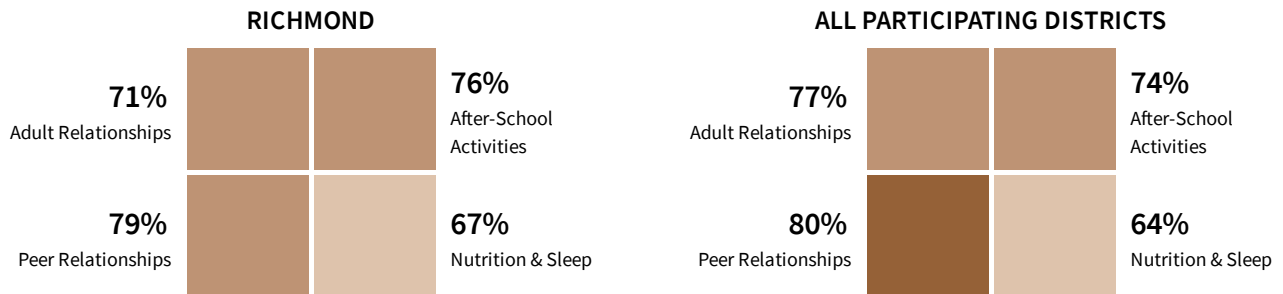 RICHMOND
71%
Adult Relationships
76%
After-School
Activities
79%
Peer Relationships
67%
Nutrition & Sleep
ALL PARTICIPATING DISTRICTS
77%
Adult Relationships
74%
After-School
Activities
80%
Peer Relationships
64%
Nutrition & Sleep